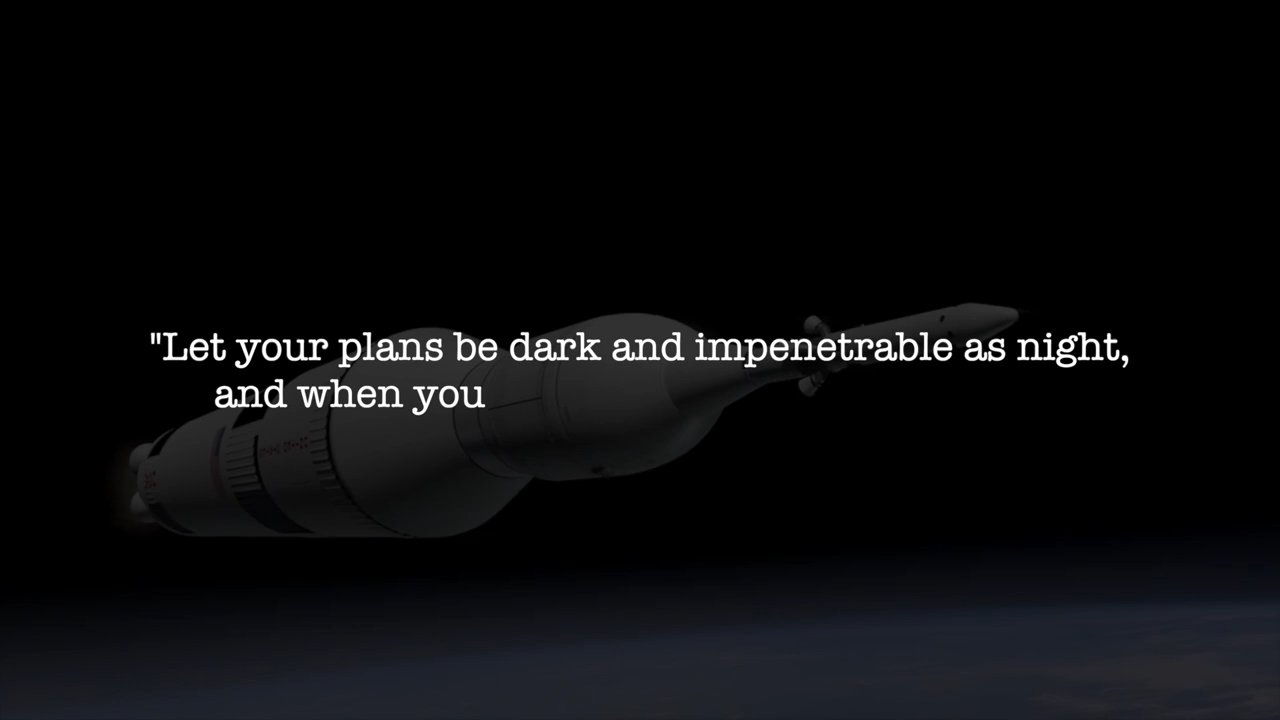 "Let your plans be dark and impenetrable as night,
and when you